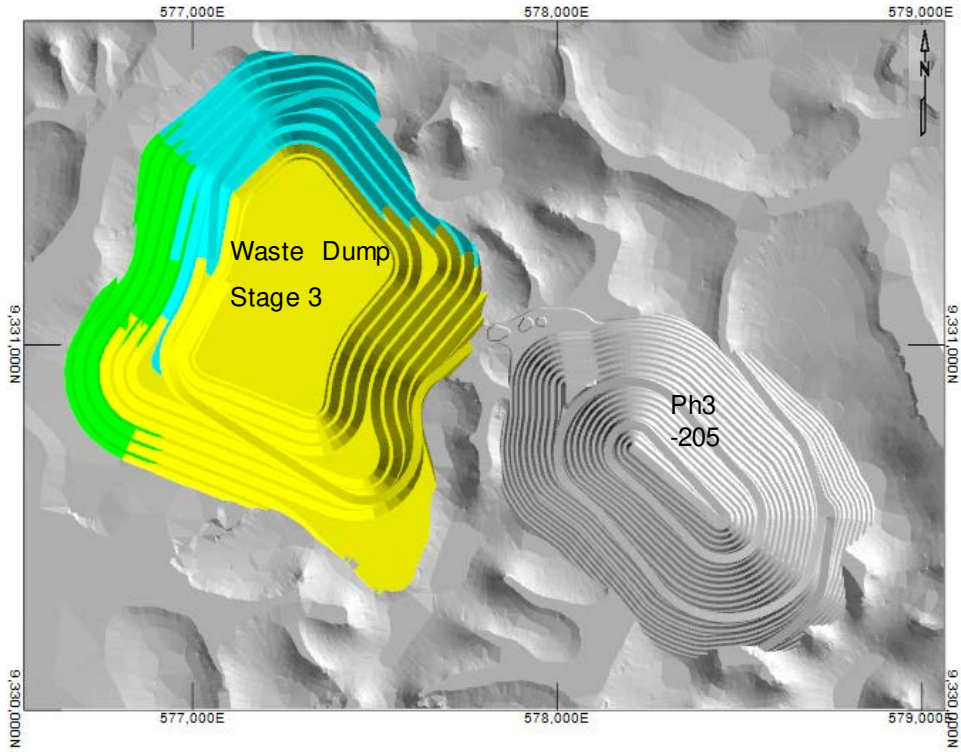 577,000E 578,000E 579,000E
N
Waste Dump
Stage 3
9,331,000N 9,331,000N
Ph3
-205
9,330,000N 9,330,000N
577,000E 578,000E 579,000E